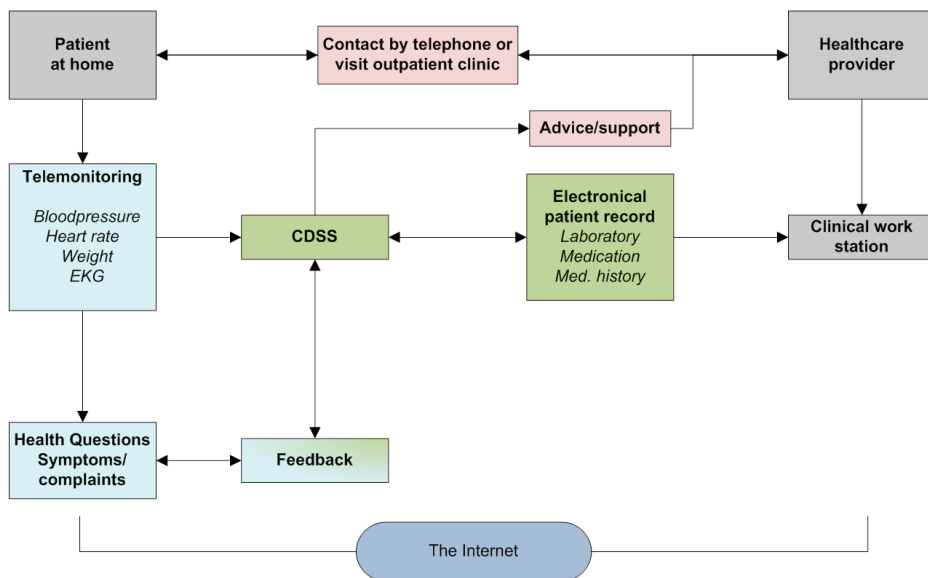 Patient
at home
Contact by telephone or
visit outpatient clinic
Healthcare
provider
Advice/support
Telemonitoring
Bloodpressure
Heart rate
Weight
EKG
CDSS
Electronical
patient record
Laboratory
Medication
Med. history
Clinical work
station
Health Questions
Symptoms/
complaints
Feedback
The Internet